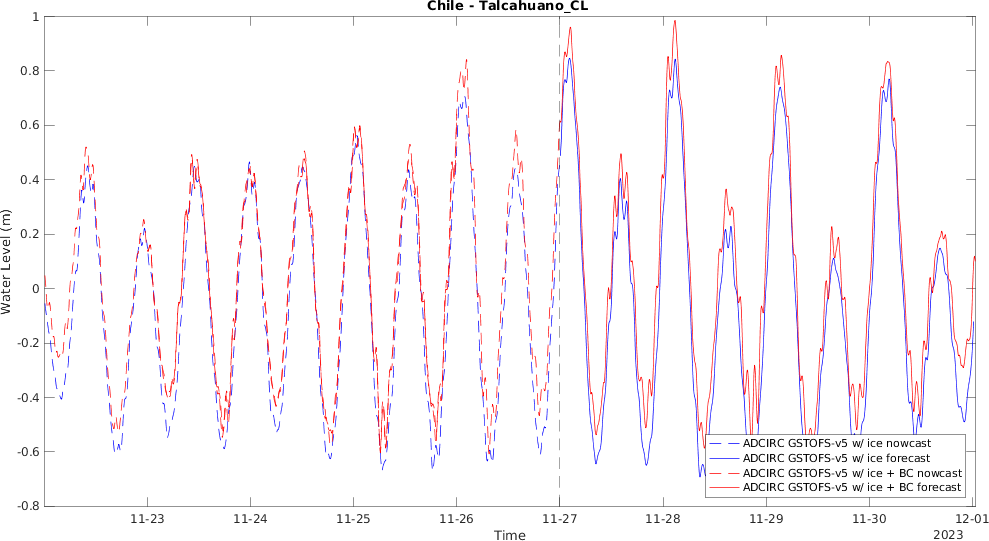 Chile - Talcahuano_CL
Water Level (m)
1
0.8
0.6
0.4
0.2
0
-0.2
-0.4
-0.6
-0.8
ADCIRC GSTOFS-v5 w/ ice nowcast
ADCIRC GSTOFS-v5 w/ ice forecast
ADCIRC GSTOFS-v5 w/ ice + BC nowcast
ADCIRC GSTOFS-v5 w/ ice + BC forecast
11-23 11-24 11-25 11-26 11-27 11-28 11-29 11-30 12-01
Time
2023